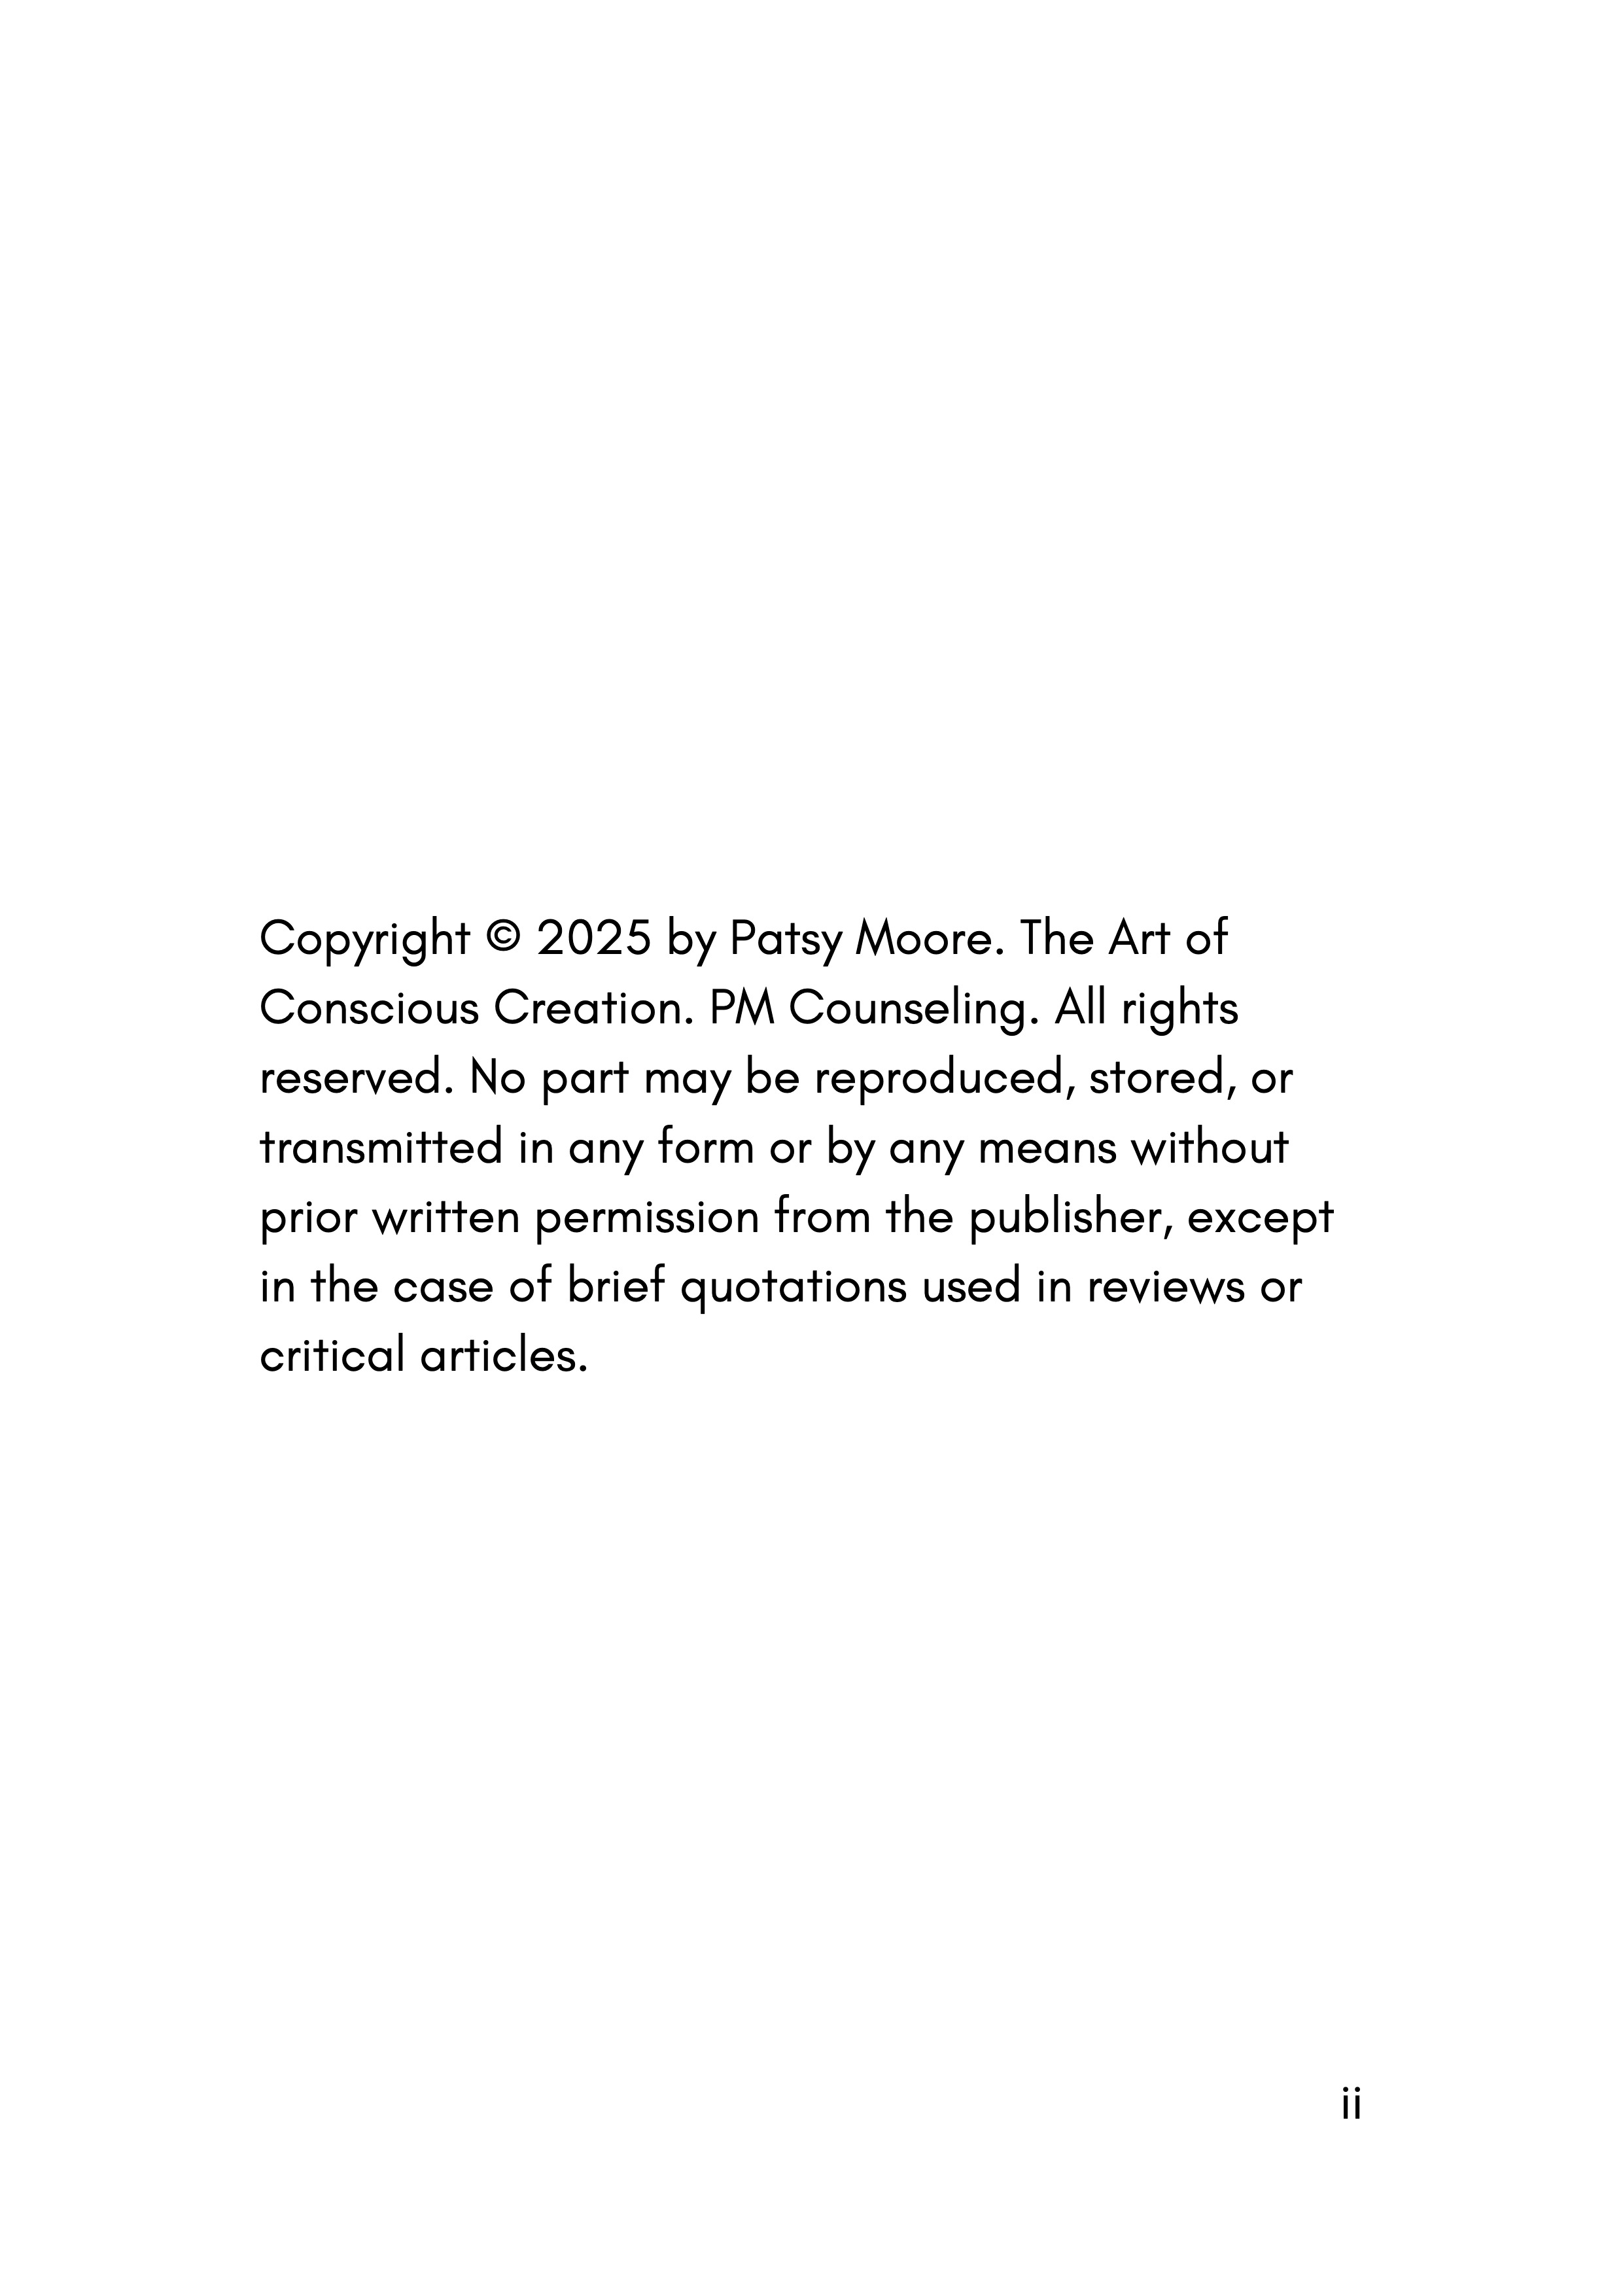 Copyright © 2025 by Patsy Moore. The Art of
Conscious Creation. PM Counseling. All rights
reserved. No part may be reproduced, stored, or
transmitted in any form or by any means without
prior written permission from the publisher, except
in the case of brief quotations used in reviews or
critical articles.
ii